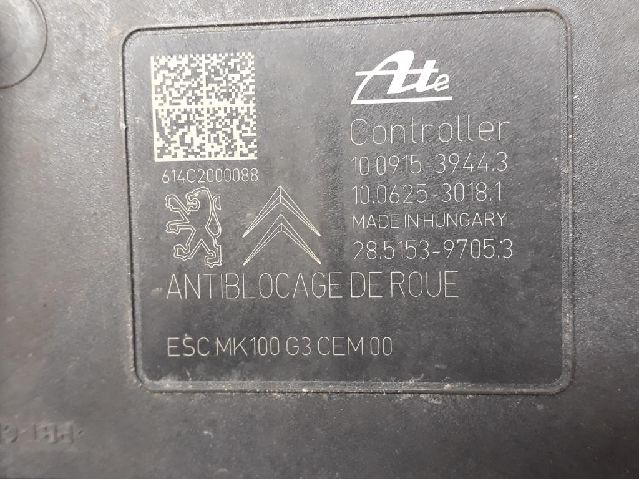 Ate
Controller
10.0915-3944.3
614C2000088
10.0625-3018.1
MADE IN HUNGARY
28.5153-9705.3
ANTIBLOCAGE DE ROUE
ESC MK100 G3 CEM 00